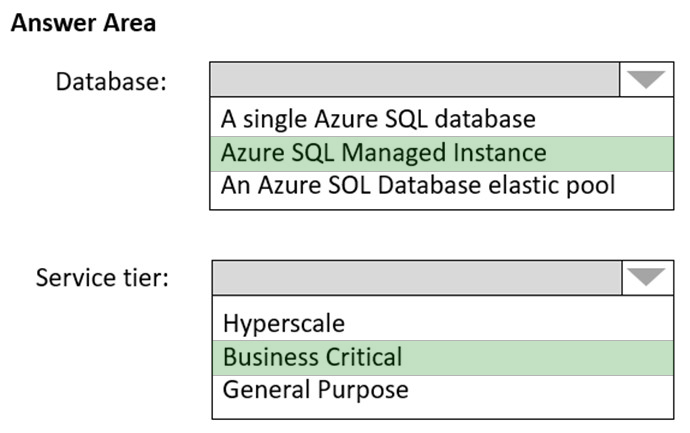 Answer Area
Database:
A single Azure SQL database
Azure SQL Managed Instance
An Azure SOL Database elastic pool
Service tier:
Hyperscale
Business Critical
General Purpose